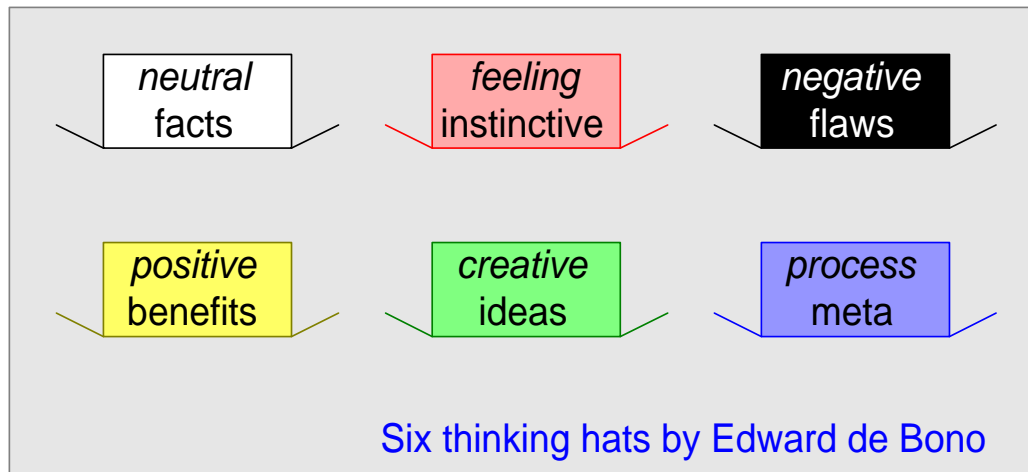 neutral
facts
feeling
instinctive
negative
flaws
positive
benefits
creative
ideas
process
meta
Six thinking hats by Edward de Bono